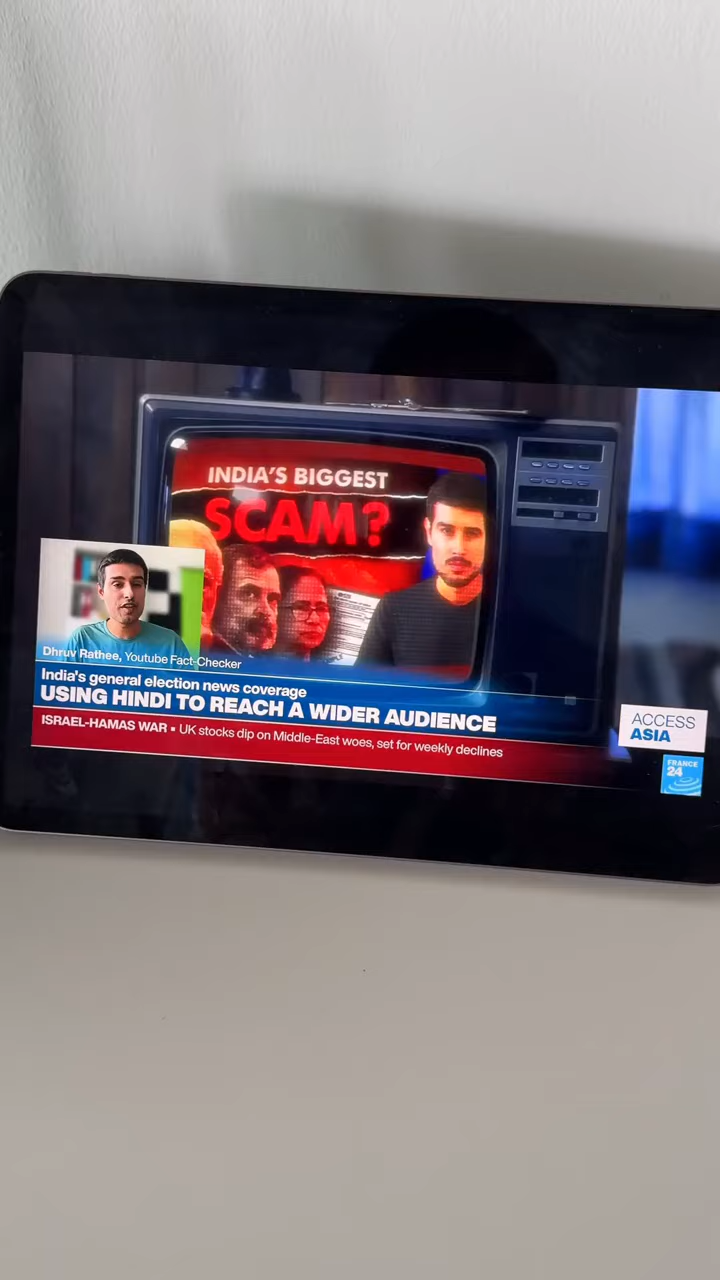 INDIA'S BIGGEST
SCAM?
Dhruv Rathee, Youtube Fact-Checker
India's general election news coverage
USING HINDI TO REACH A WIDER AUDIENCE
ISRAEL-HAMAS WAR ▪ UK stocks dip on Middle-East woes, set for weekly declines
ACCESS
ASIA
FRANCE
24